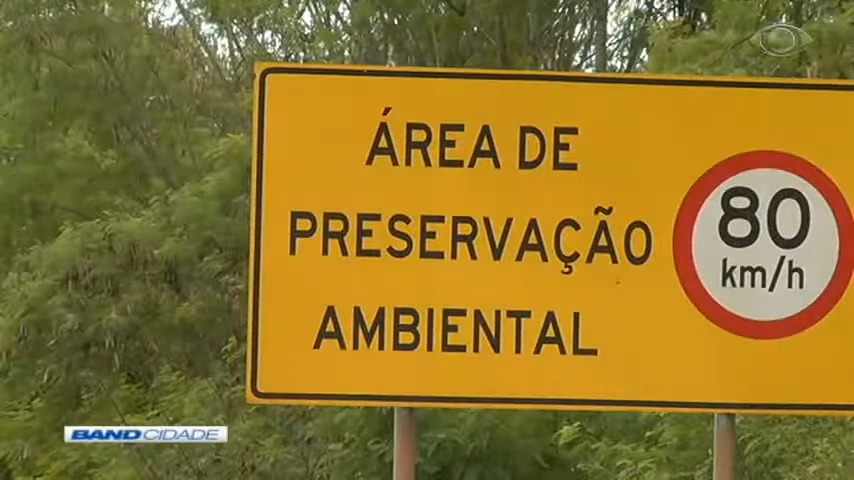 ÁREA DE
PRESERVAÇÃO
AMBIENTAL
80
km/h
BAND CIDADE